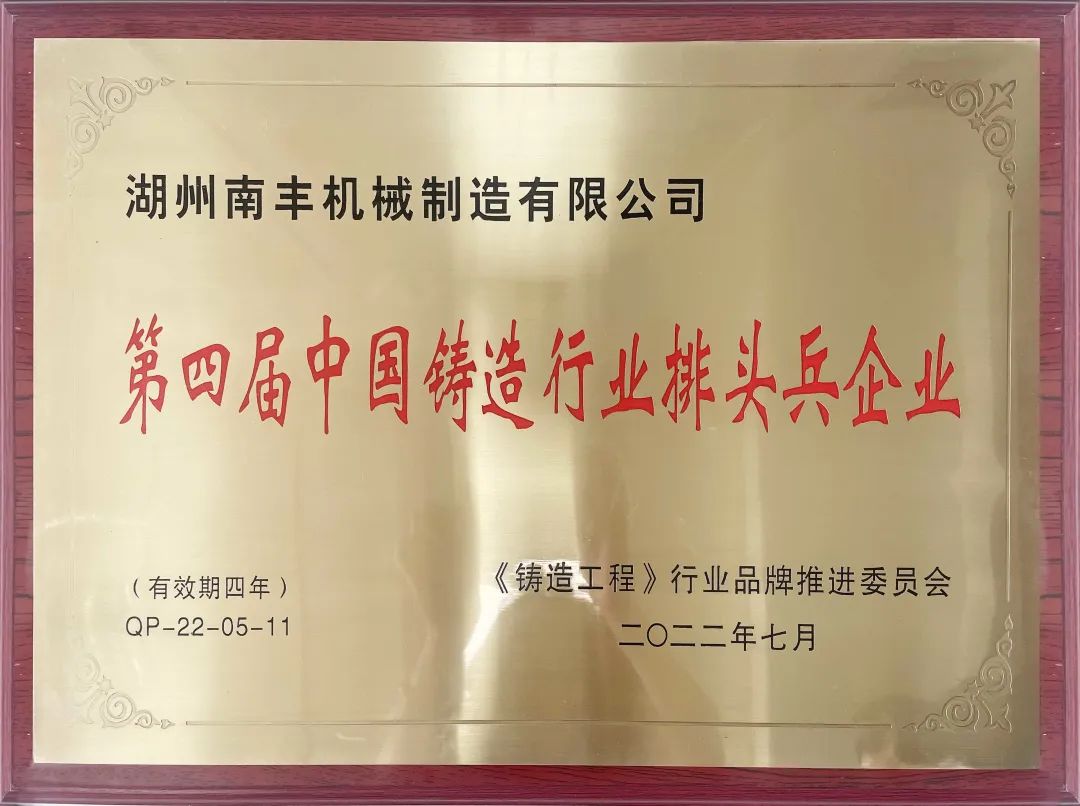 湖州南丰机械制造有限公司
第四届中国铸造行业排头兵企业
（有效期四年）
QP-22-05-11
《铸造工程》行业品牌推进委员会
二〇二二年七月